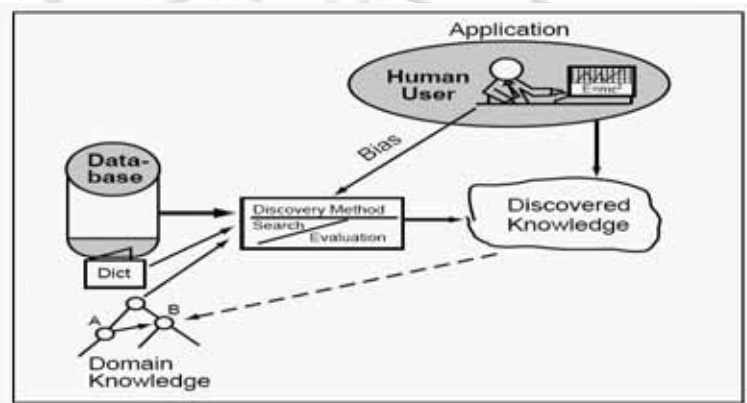 Application
Human
User
E=mc²
Bias
Data-
base
Discovery Method
Search
Evaluation
Discovered
Knowledge
Dict
A
B
Domain
Knowledge